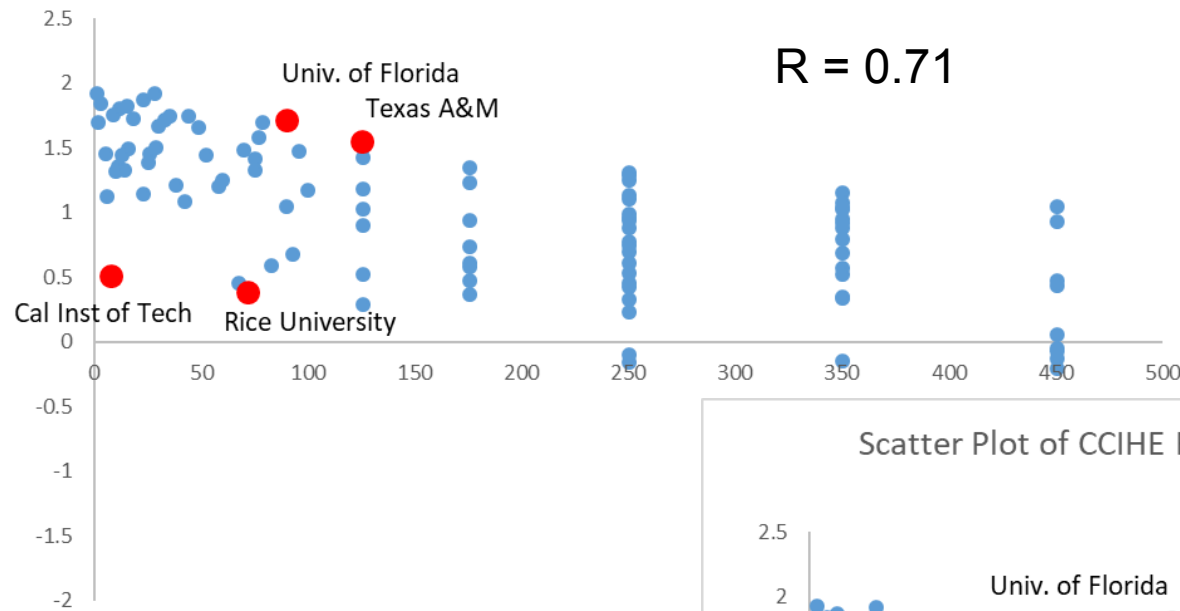 2.5
R = 0.71
2
Univ. of Florida
Texas A&M
1.5
1
0.5
Cal Inst of Tech
Rice University
0
0 50 100 150 200 250 300 350 400 450 500
-0.5
Scatter Plot of CCIHE
-1
-1.5
2.5
Univ. of Florida
-2
2